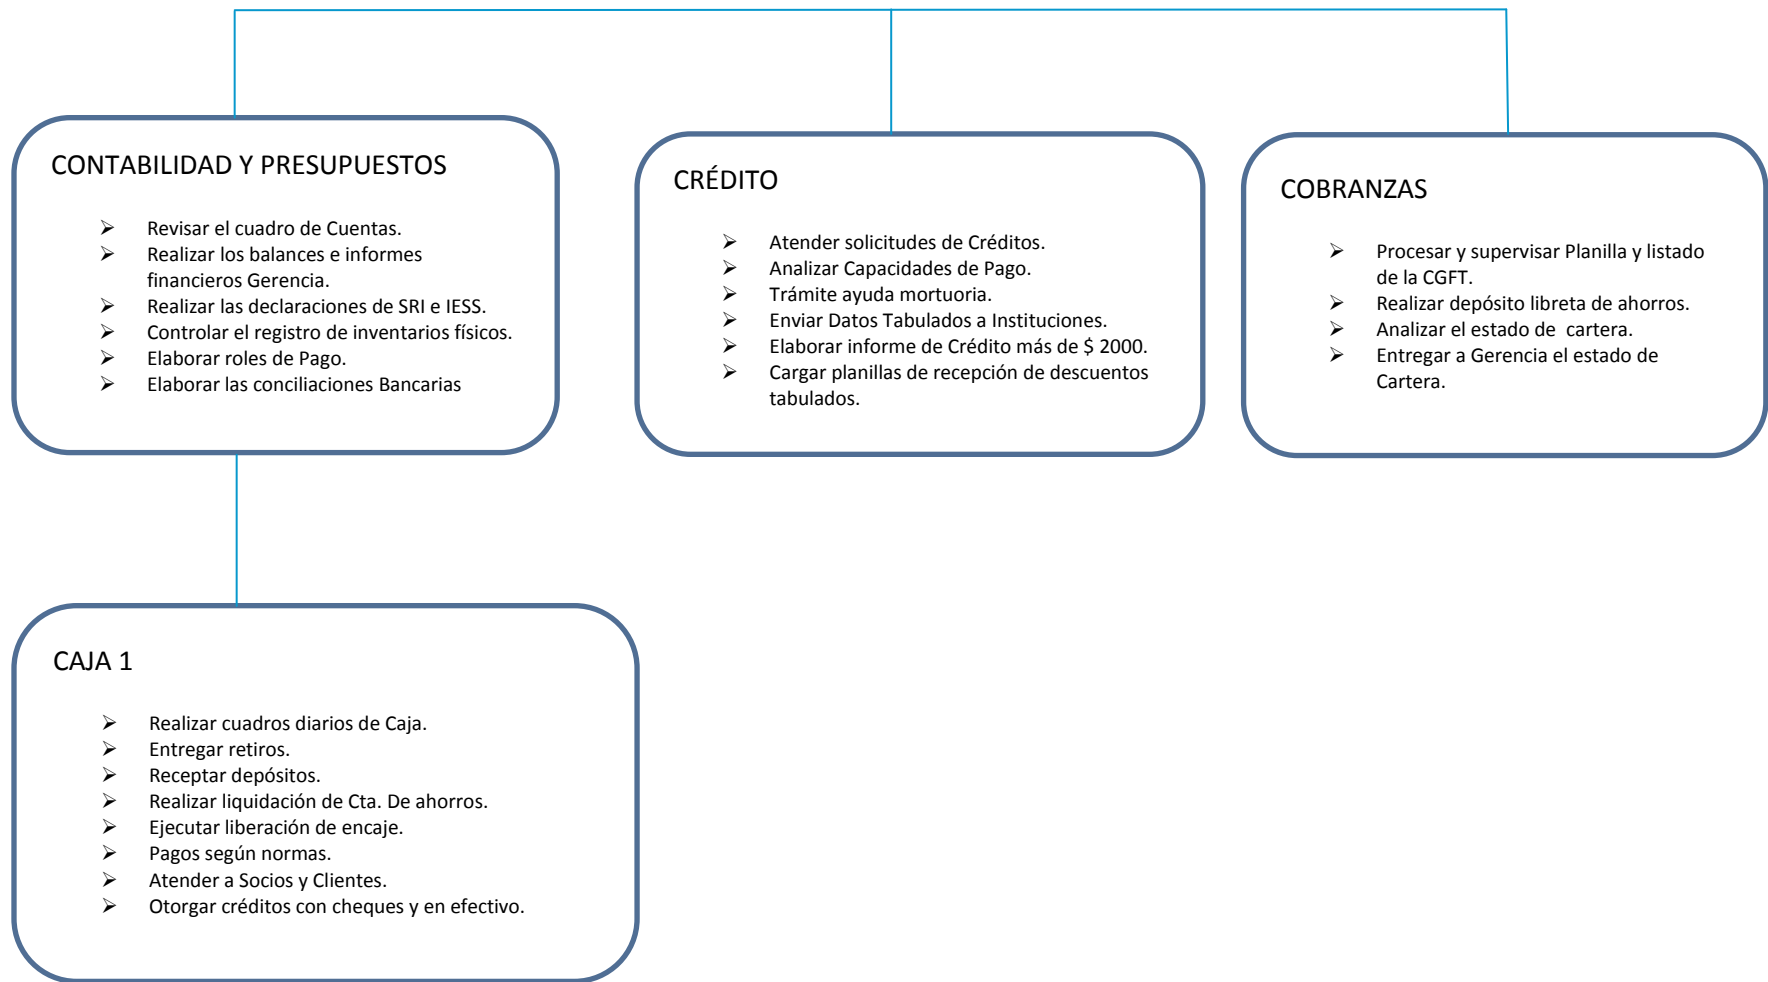 CONTABILIDAD Y PRESUPUESTOS
➢ Revisar el cuadro de Cuentas.
➢ Realizar los balances e informes
financieros Gerencia.
➢ Realizar las declaraciones de SRI e IESS.
➢ Controlar el registro de inventarios físicos.
➢ Elaborar roles de Pago.
➢ Elaborar las conciliaciones Bancarias
CRÉDITO
➢ Atender solicitudes de Créditos.
➢ Analizar Capacidades de Pago.
➢ Trámite ayuda mortuoria.
➢ Enviar Datos Tabulados a Instituciones.
➢ Elaborar informe de Crédito más de $ 2000.
➢ Cargar planillas de recepción de descuentos
tabulados.
COBRANZAS
➢ Procesar y supervisar Planilla y listado
de la CGFT.
➢ Realizar depósito libreta de ahorros.
➢ Analizar el estado de cartera.
➢ Entregar a Gerencia el estado de
Cartera.
CAJA 1
➢ Realizar cuadros diarios de Caja.
➢ Entregar retiros.
➢ Receptar depósitos.
➢ Realizar liquidación de Cta. De ahorros.
➢ Ejecutar liberación de encaje.
➢ Pagos según normas.
➢ Atender a Socios y Clientes.
➢ Otorgar créditos con cheques y en efectivo.